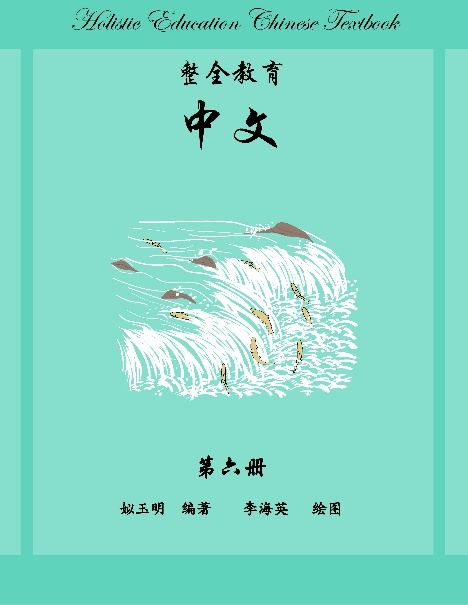 Holistic Education Chinese Textbook
整全教育
中文
第六册
姒玉明 编著 李海英 绘图